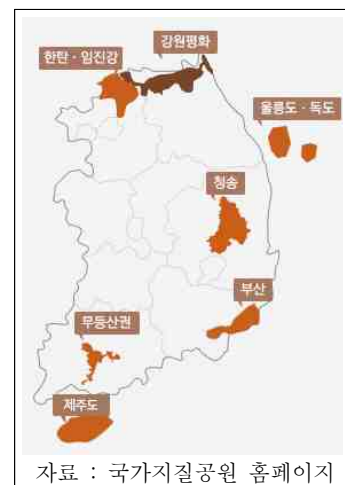 강원평화
한탄 · 임진강
울릉도 · 독도
청송
부산
무등산권
제주도
자료 : 국가지질공원 홈페이지